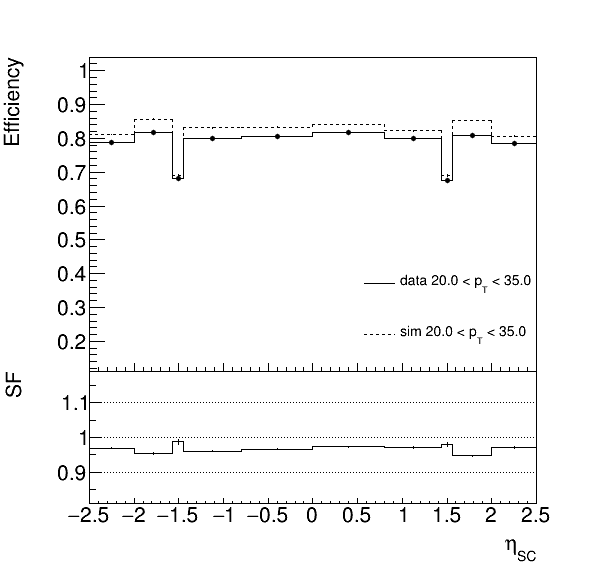 Efficiency
1
0.9
0.8
0.7
0.6
0.5
0.4
0.3
0.2
data 20.0 < p_T < 35.0
sim 20.0 < p_T < 35.0
SF
1.1
1
0.9
−2.5 −2 −1.5 −1 −0.5 0 0.5 1 1.5 2 2.5
η_SC